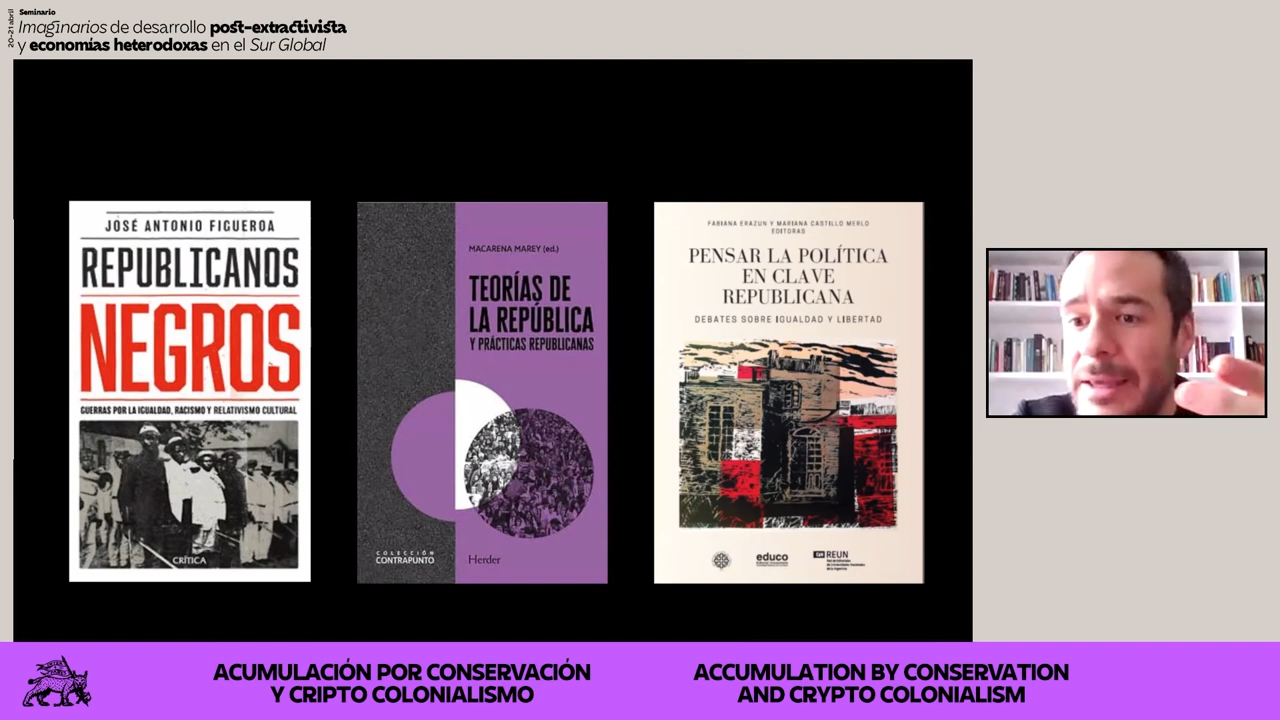 20-21 abril
Seminario
Imaginarios de desarrollo post-extractivista
y economías heterodoxas en el Sur Global
JOSÉ ANTONIO FIGUEROA
REPUBLICANOS
NEGROS
GUERRAS POR LA IGUALDAD, RACISMO Y RELATIVISMO CULTURAL
CRÍTICA
MACARENA MAREY (ed.)
TEORÍAS DE
LA REPÚBLICA
Y PRÁCTICAS REPUBLICANAS
COLECCIÓN
CONTRAPUNTO
Herder
FABIANA ERAZUN Y MARIANA CASTILLO MERLO
EDITORAS
PENSAR LA POLÍTICA
EN CLAVE
REPUBLICANA
DEBATES SOBRE IGUALDAD Y LIBERTAD
educo
REUN
ACUMULACIÓN POR CONSERVACIÓN
Y CRIPTO COLONIALISMO
ACCUMULATION BY CONSERVATION
AND CRYPTO COLONIALISM